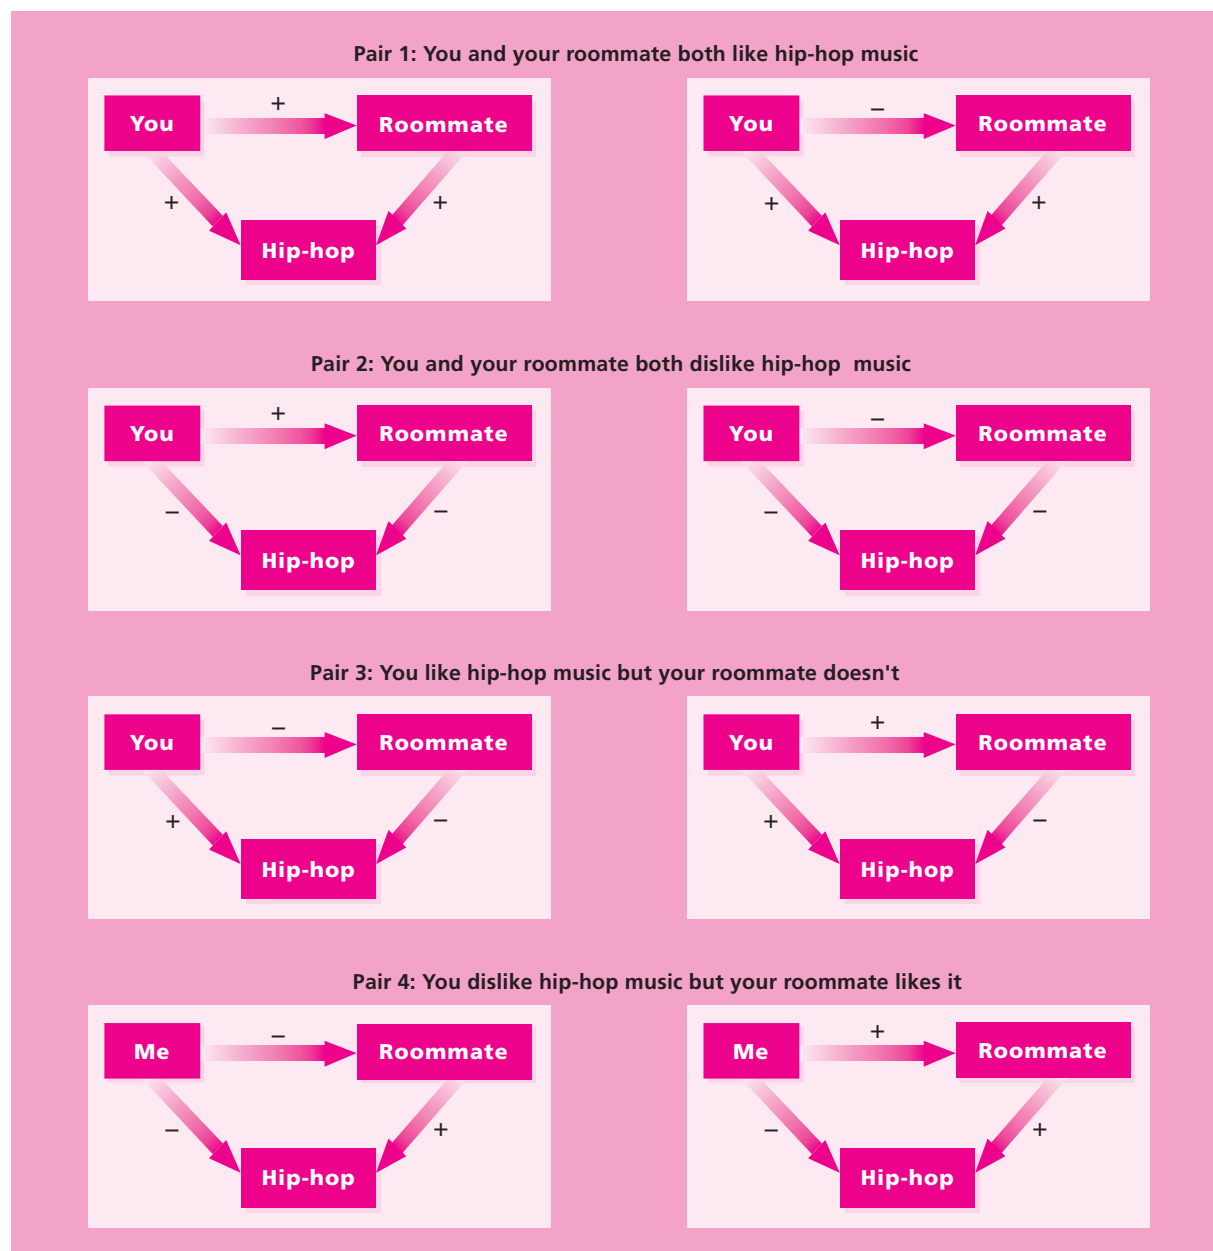 Pair 1: You and your roommate both like hip-hop music
+ −
You Roommate You Roommate
+ + + +
Hip-hop Hip-hop
Pair 2: You and your roommate both dislike hip-hop music
+ −
You Roommate You Roommate
− − − −
Hip-hop Hip-hop
Pair 3: You like hip-hop music but your roommate doesn't
− +
You Roommate You Roommate
+ − + −
Hip-hop Hip-hop
Pair 4: You dislike hip-hop music but your roommate likes it
− +
Me Roommate Me Roommate
− + − +
Hip-hop Hip-hop